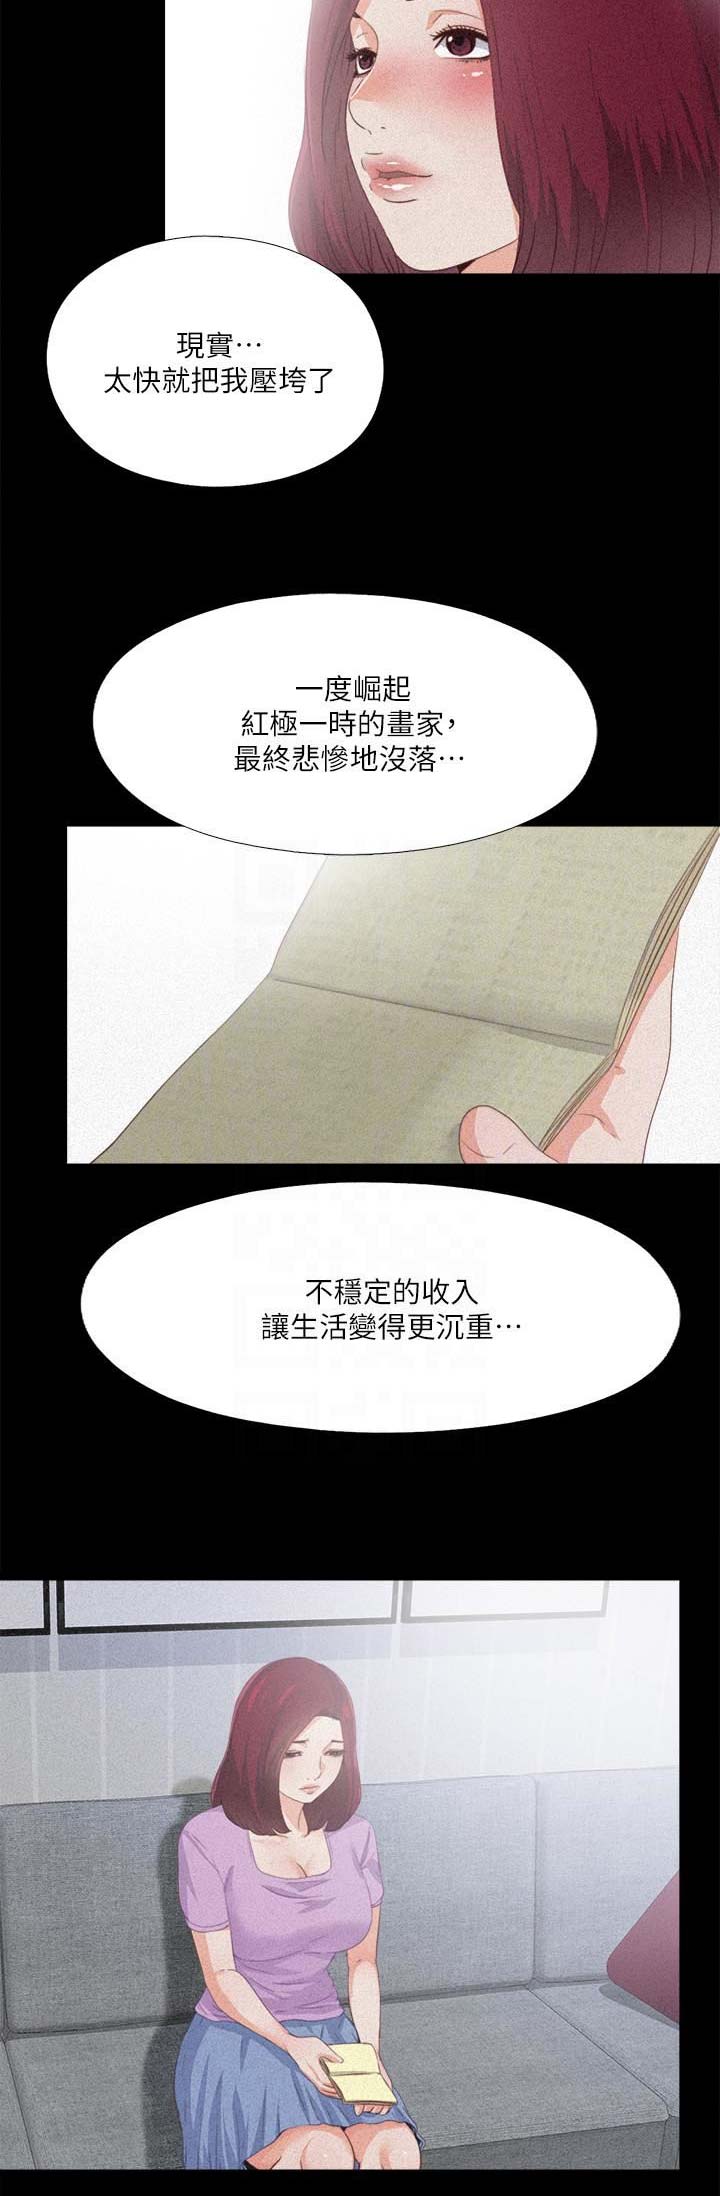 現實⋯
太快就把我壓垮了
一度崛起
紅極一時的畫家，
最終悲慘地沒落⋯
不穩定的收入
讓生活變得更沉重⋯